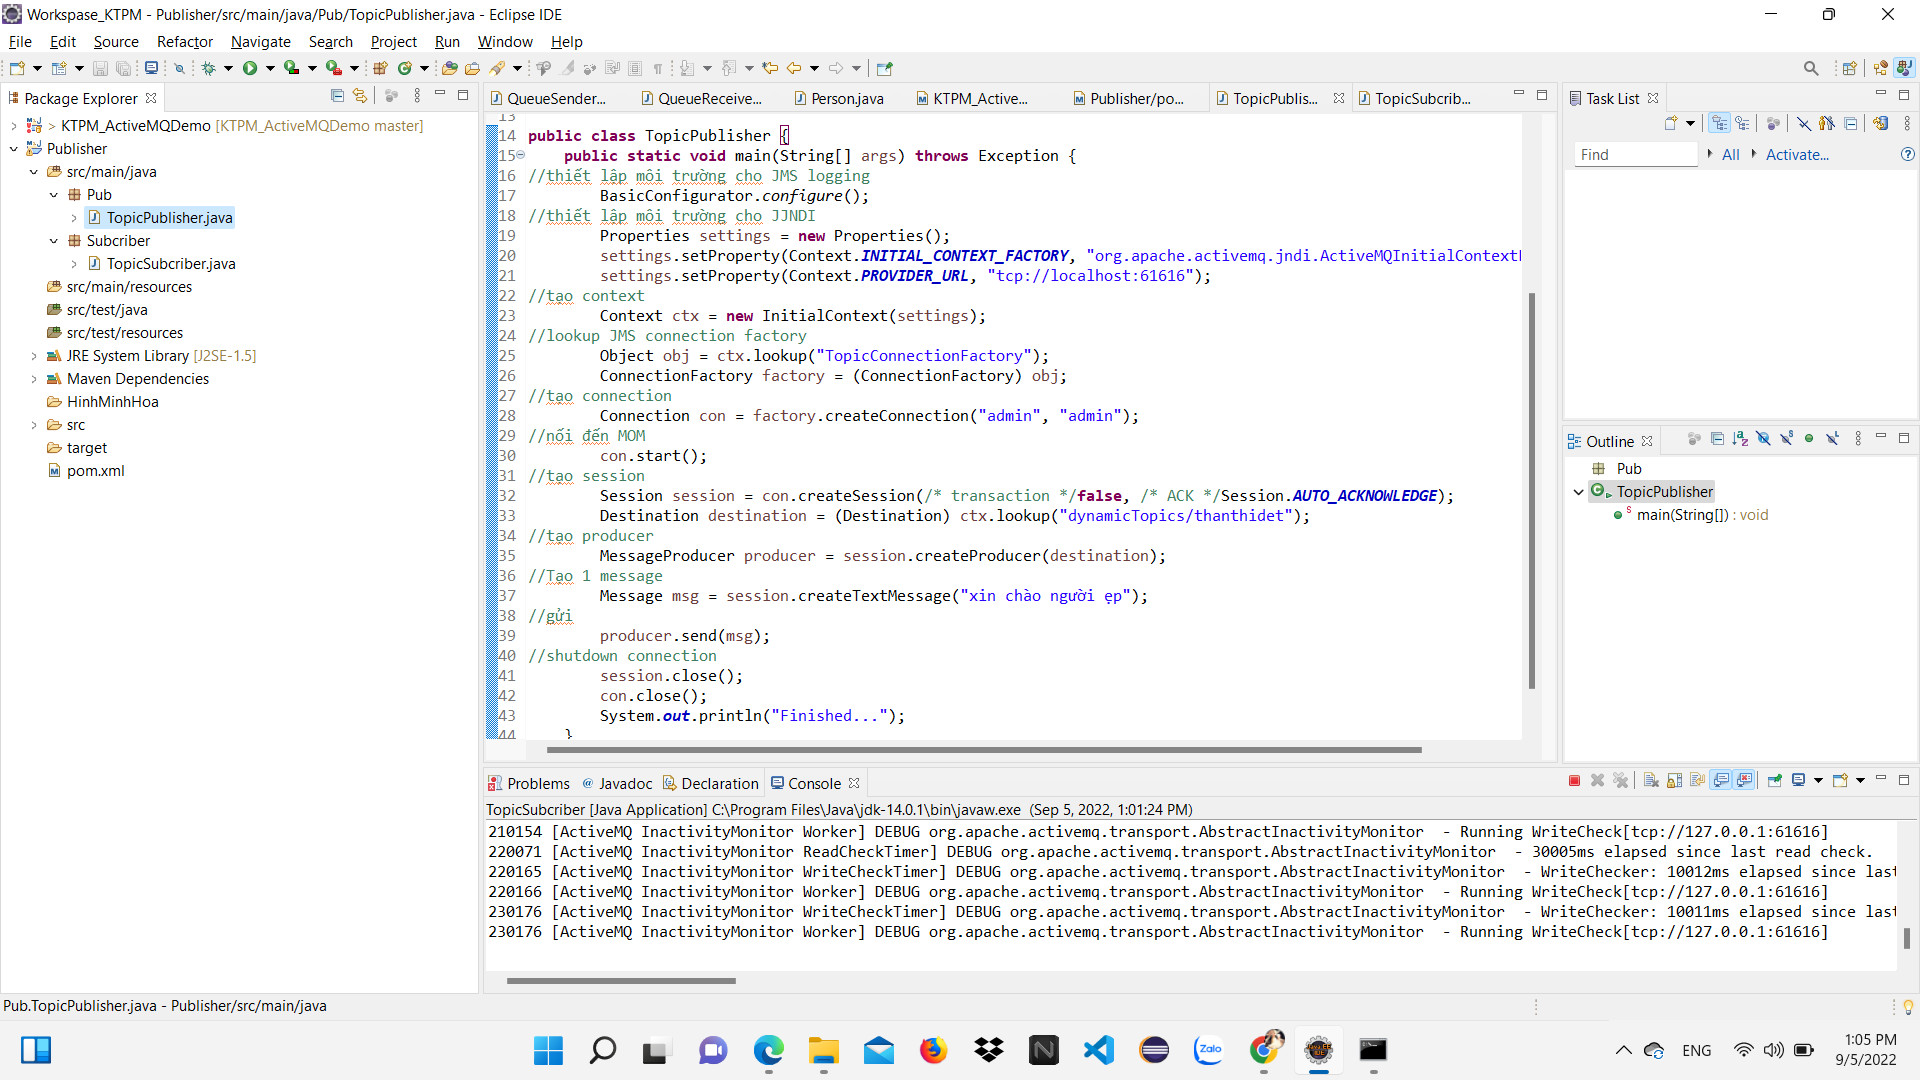 Workspase_KTPM - Publisher/src/main/java/Pub/TopicPublisher.java - Eclipse IDE
File Edit Source Refactor Navigate Search Project Run Window Help
Package Explorer
> KTPM_ActiveMQDemo [KTPM_ActiveMQDemo master]
Publisher
src/main/java
Pub
TopicPublisher.java
Subcriber
TopicSubcriber.java
src/main/resources
src/test/java
src/test/resources
JRE System Library [J2SE-1.5]
Maven Dependencies
HinhMinhHoa
src
target
pom.xml
QueueSender... QueueReceive... Person.java KTPM_Active... Publisher/po... TopicPublis... TopicSubcrib...
13
14 public class TopicPublisher {
15 public static void main(String[] args) throws Exception {
16 //thiết lập môi trường cho JMS logging
17 BasicConfigurator.configure();
18 //thiết lập môi trường cho JJNDI
19 Properties settings = new Properties();
20 settings.setProperty(Context.INITIAL_CONTEXT_FACTORY, "org.apache.activemq.jndi.ActiveMQInitialContext
21 settings.setProperty(Context.PROVIDER_URL, "tcp://localhost:61616");
22 //tạo context
23 Context ctx = new InitialContext(settings);
24 //lookup JMS connection factory
25 Object obj = ctx.lookup("TopicConnectionFactory");
26 ConnectionFactory factory = (ConnectionFactory) obj;
27 //tạo connection
28 Connection con = factory.createConnection("admin", "admin");
29 //nối đến MOM
30 con.start();
31 //tạo session
32 Session session = con.createSession(/* transaction */false, /* ACK */Session.AUTO_ACKNOWLEDGE);
33 Destination destination = (Destination) ctx.lookup("dynamicTopics/thanthidet");
34 //tạo producer
35 MessageProducer producer = session.createProducer(destination);
36 //Tạo 1 message
37 Message msg = session.createTextMessage("xin chào người ẹp");
38 //gửi
39 producer.send(msg);
40 //shutdown connection
41 session.close();
42 con.close();
43 System.out.println("Finished...");
44 }
Task List
Find All Activate...
Outline
Pub
TopicPublisher
main(String[]) : void
Problems Javadoc Declaration Console
TopicSubcriber [Java Application] C:\Program Files\Java\jdk-14.0.1\bin\javaw.exe (Sep 5, 2022, 1:01:24 PM)
210154 [ActiveMQ InactivityMonitor Worker] DEBUG org.apache.activemq.transport.AbstractInactivityMonitor - Running WriteCheck[tcp://127.0.0.1:61616]
220071 [ActiveMQ InactivityMonitor ReadCheckTimer] DEBUG org.apache.activemq.transport.AbstractInactivityMonitor - 30005ms elapsed since last read check.
220165 [ActiveMQ InactivityMonitor WriteCheckTimer] DEBUG org.apache.activemq.transport.AbstractInactivityMonitor - WriteChecker: 10012ms elapsed since last
220166 [ActiveMQ InactivityMonitor Worker] DEBUG org.apache.activemq.transport.AbstractInactivityMonitor - Running WriteCheck[tcp://127.0.0.1:61616]
230176 [ActiveMQ InactivityMonitor WriteCheckTimer] DEBUG org.apache.activemq.transport.AbstractInactivityMonitor - WriteChecker: 10011ms elapsed since last
230176 [ActiveMQ InactivityMonitor Worker] DEBUG org.apache.activemq.transport.AbstractInactivityMonitor - Running WriteCheck[tcp://127.0.0.1:61616]
Pub.TopicPublisher.java - Publisher/src/main/java
Zalo
ENG
1:05 PM
9/5/2022